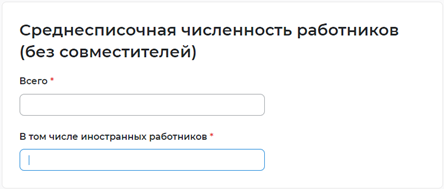 Среднесписочная численность работников
(без совместителей)
Всего *
В том числе иностранных работников *